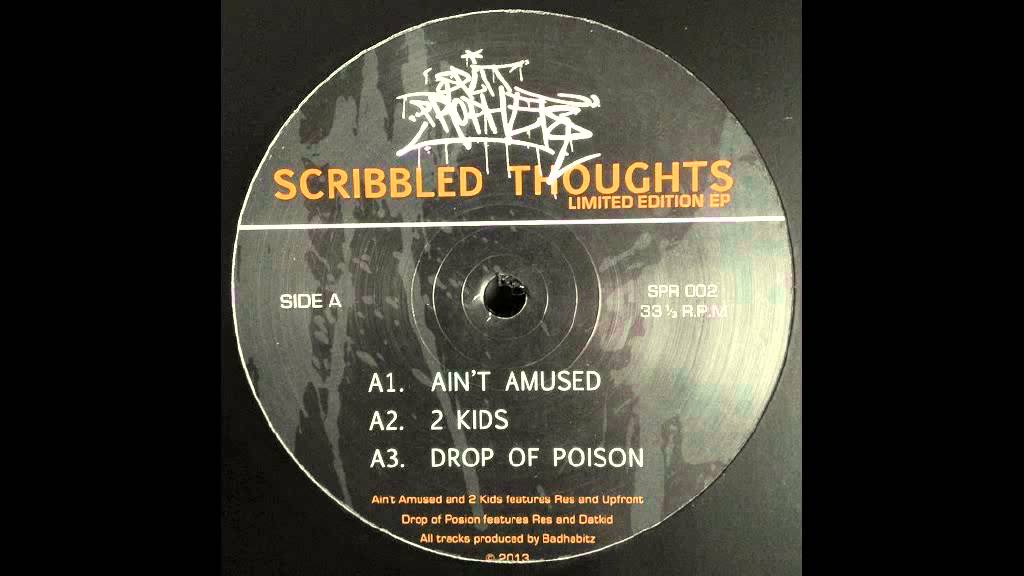 SPLIT
PROPHETS
SCRIBBLED THOUGHTS
LIMITED EDITION EP
SIDE A
SPR 002
33 ⅓ R.P.M
A1. AIN'T AMUSED
A2. 2 KIDS
A3. DROP OF POISON
Ain't Amused and 2 Kids features Res and Upfront
Drop of Posion features Res and Datkid
All tracks produced by Badhabitz
© 2013